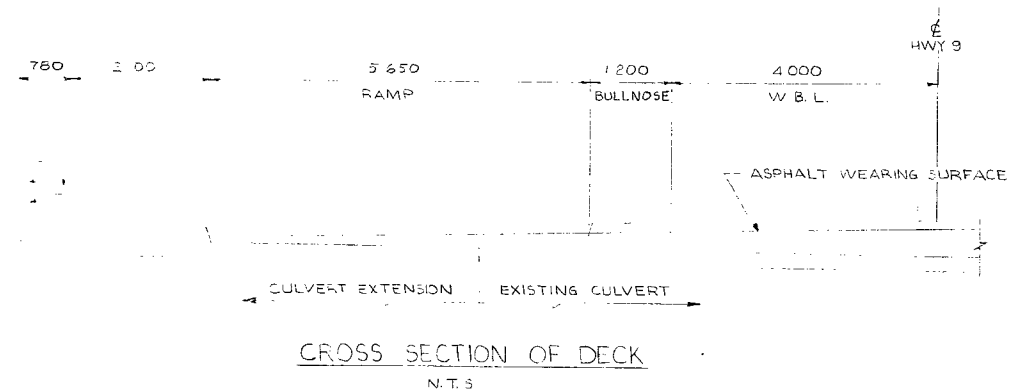 ℄
HWY 9
780 5 650 1 200 4 000
RAMP BULLNOSE W.B.L.
ASPHALT WEARING SURFACE
CULVERT EXTENSION EXISTING CULVERT
CROSS SECTION OF DECK
N.T.S